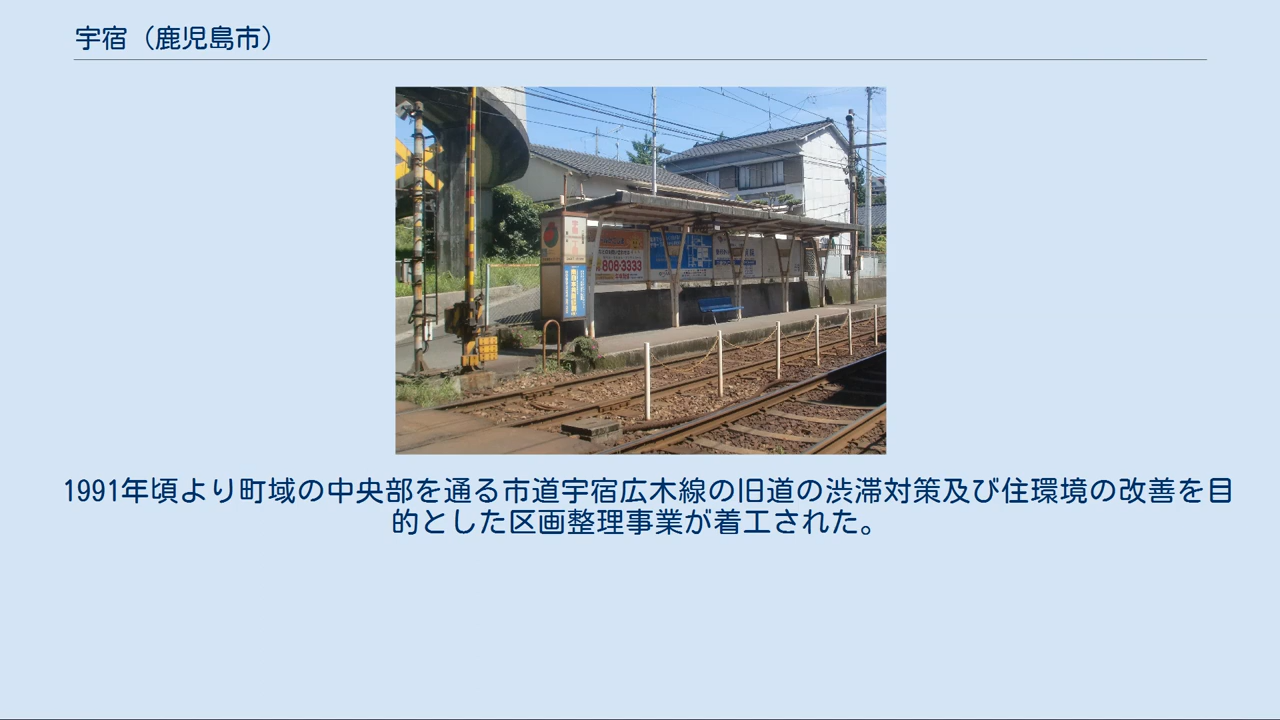 宇宿（鹿児島市）
808-3333
1991年頃より町域の中央部を通る市道宇宿広木線の旧道の渋滞対策及び住環境の改善を目
的とした区画整理事業が着工された。